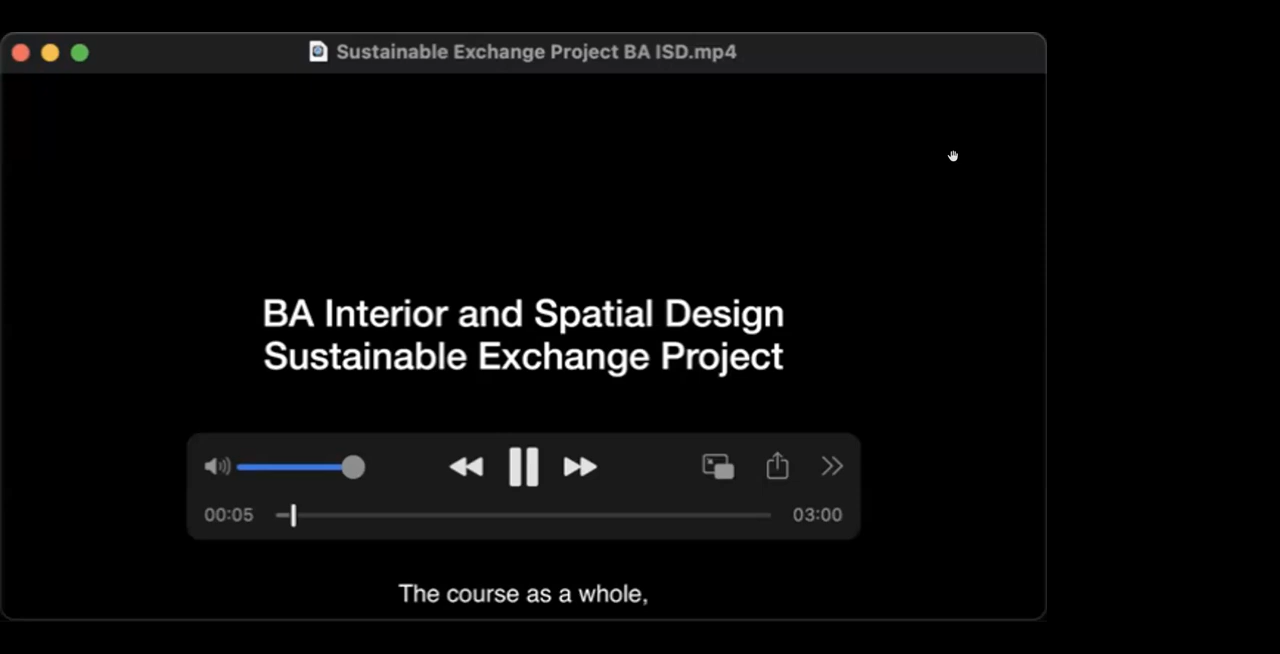 Sustainable Exchange Project BA ISD.mp4
BA Interior and Spatial Design
Sustainable Exchange Project
00:05
03:00
The course as a whole,